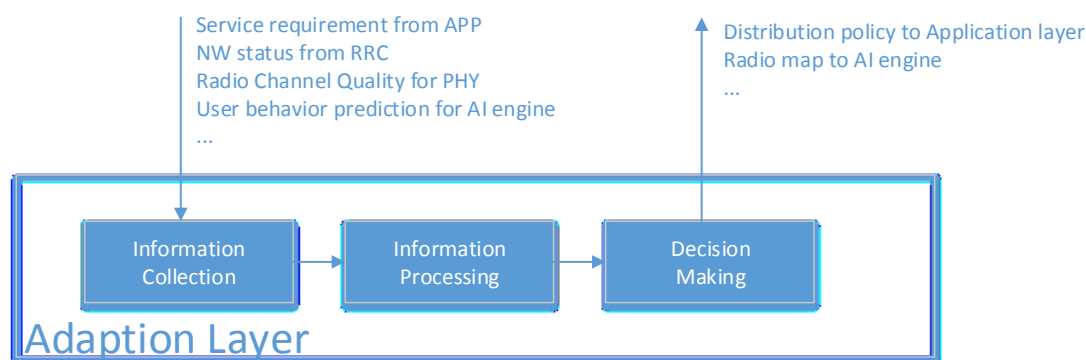 Service requirement from APP
NW status from RRC
Radio Channel Quality for PHY
User behavior prediction for AI engine
...
Distribution policy to Application layer
Radio map to AI engine
...
Information
Collection
Information
Processing
Decision
Making
Adaption Layer